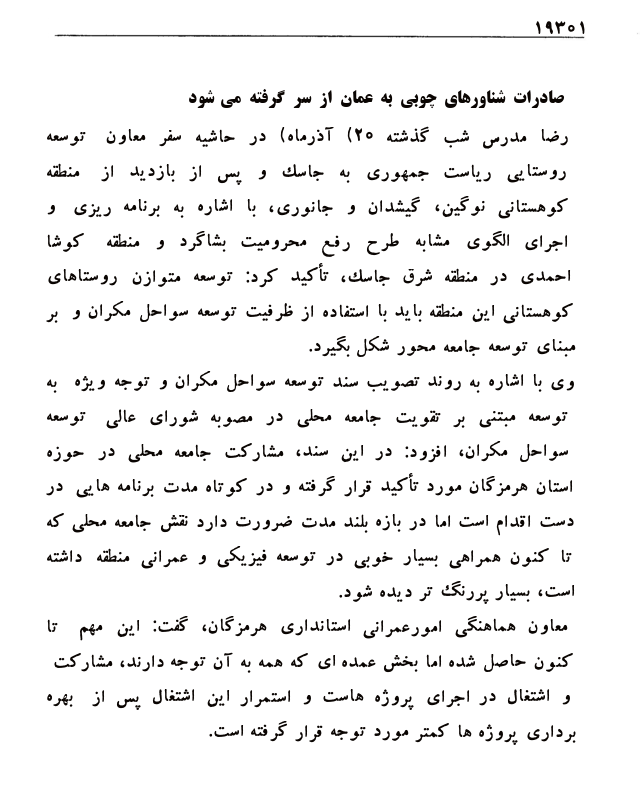 ۱۹۳۰۱
صادرات شناورهای چوبی به عمان از سر گرفته می شود
رضا مدرس شب گذشته ۲۵) آذرماه) در حاشیه سفر معاون توسعه
روستایی ریاست جمهوری به جاسک و پس از بازدید از منطقه
کوهستانی نوگین، گیشدان و جانوری، با اشاره به برنامه ریزی و
اجرای الگوی مشابه طرح رفع محرومیت بشاگرد و منطقه کوشا
احمدی در منطقه شرق جاسک، تأکید کرد: توسعه متوازن روستاهای
کوهستانی این منطقه باید با استفاده از ظرفیت توسعه سواحل مکران و بر
مبنای توسعه جامعه محور شکل بگیرد.
وی با اشاره به روند تصویب سند توسعه سواحل مکران و توجه ویژه به
توسعه مبتنی بر تقویت جامعه محلی در مصوبه شورای عالی توسعه
سواحل مکران، افزود: در این سند، مشارکت جامعه محلی در حوزه
استان هرمزگان مورد تأکید قرار گرفته و در کوتاه مدت برنامه هایی در
دست اقدام است اما در بازه بلند مدت ضرورت دارد نقش جامعه محلی که
تا کنون همراهی بسیار خوبی در توسعه فیزیکی و عمرانی منطقه داشته
است، بسیار پررنگ تر دیده شود.
معاون هماهنگی امورعمرانی استانداری هرمزگان، گفت: این مهم تا
کنون حاصل شده اما بخش عمده ای که همه به آن توجه دارند، مشارکت
و اشتغال در اجرای پروژه هاست و استمرار این اشتغال پس از بهره
برداری پروژه ها کمتر مورد توجه قرار گرفته است.